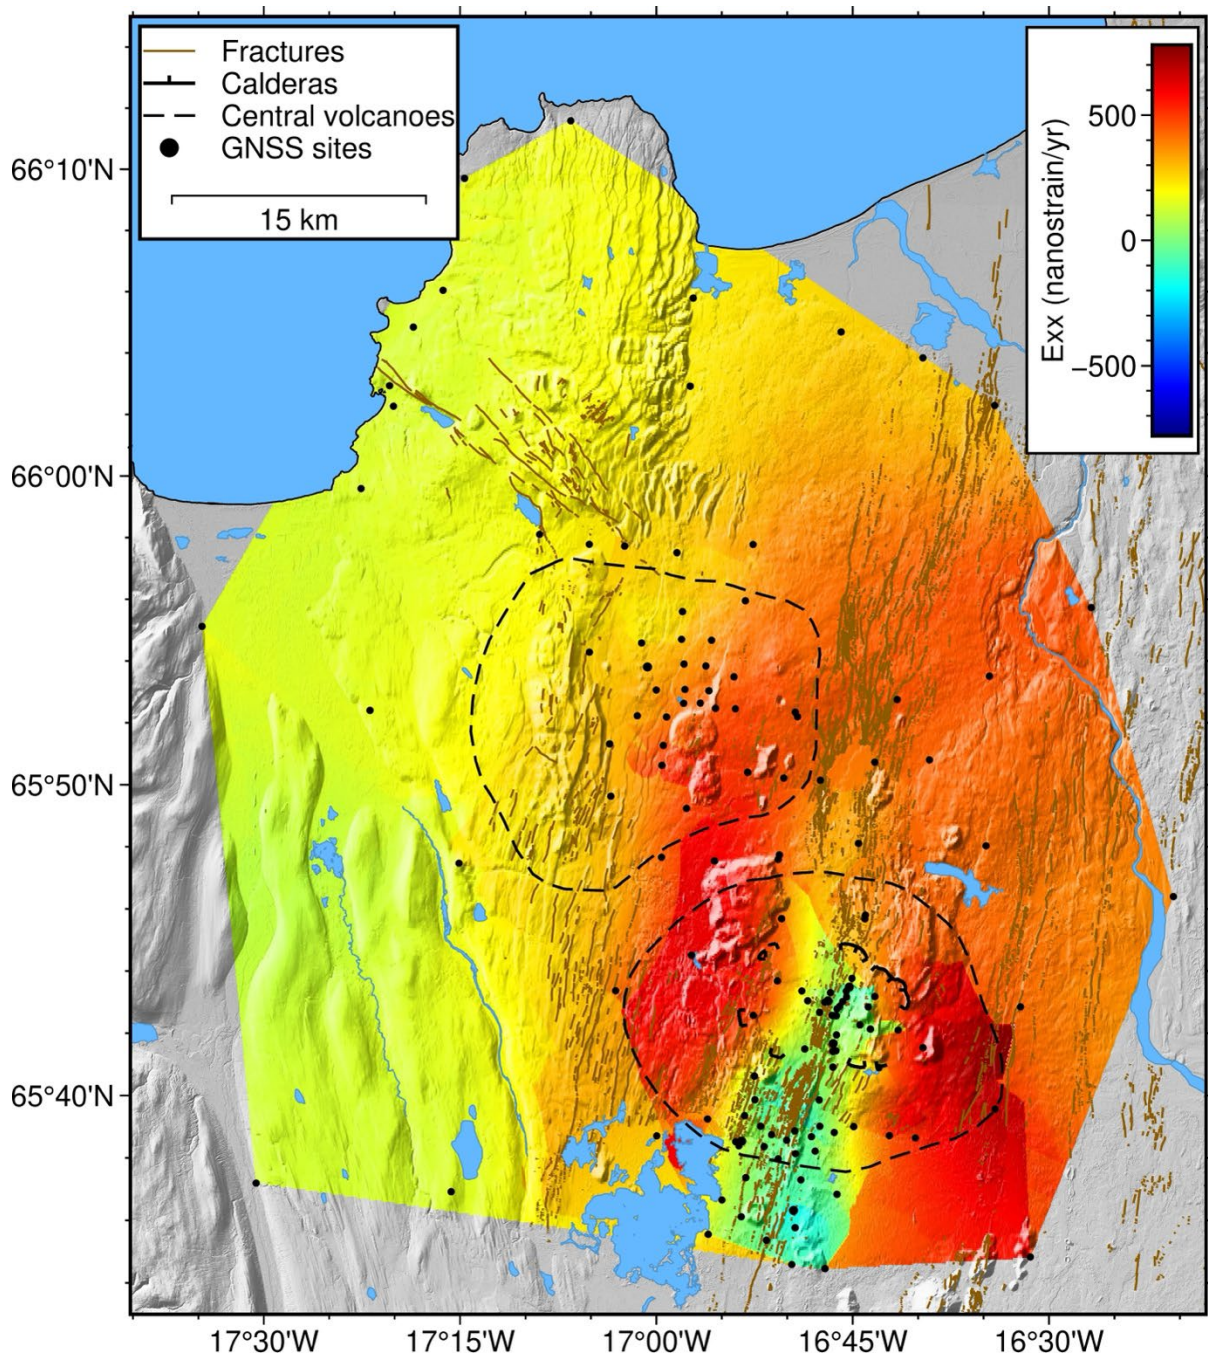 Fractures
Calderas
Central volcanoes
GNSS sites
15 km
500
0
−500
Exx (nanostrain/yr)
66°10'N
66°00'N
65°50'N
65°40'N
17°30'W
17°15'W
17°00'W
16°45'W
16°30'W